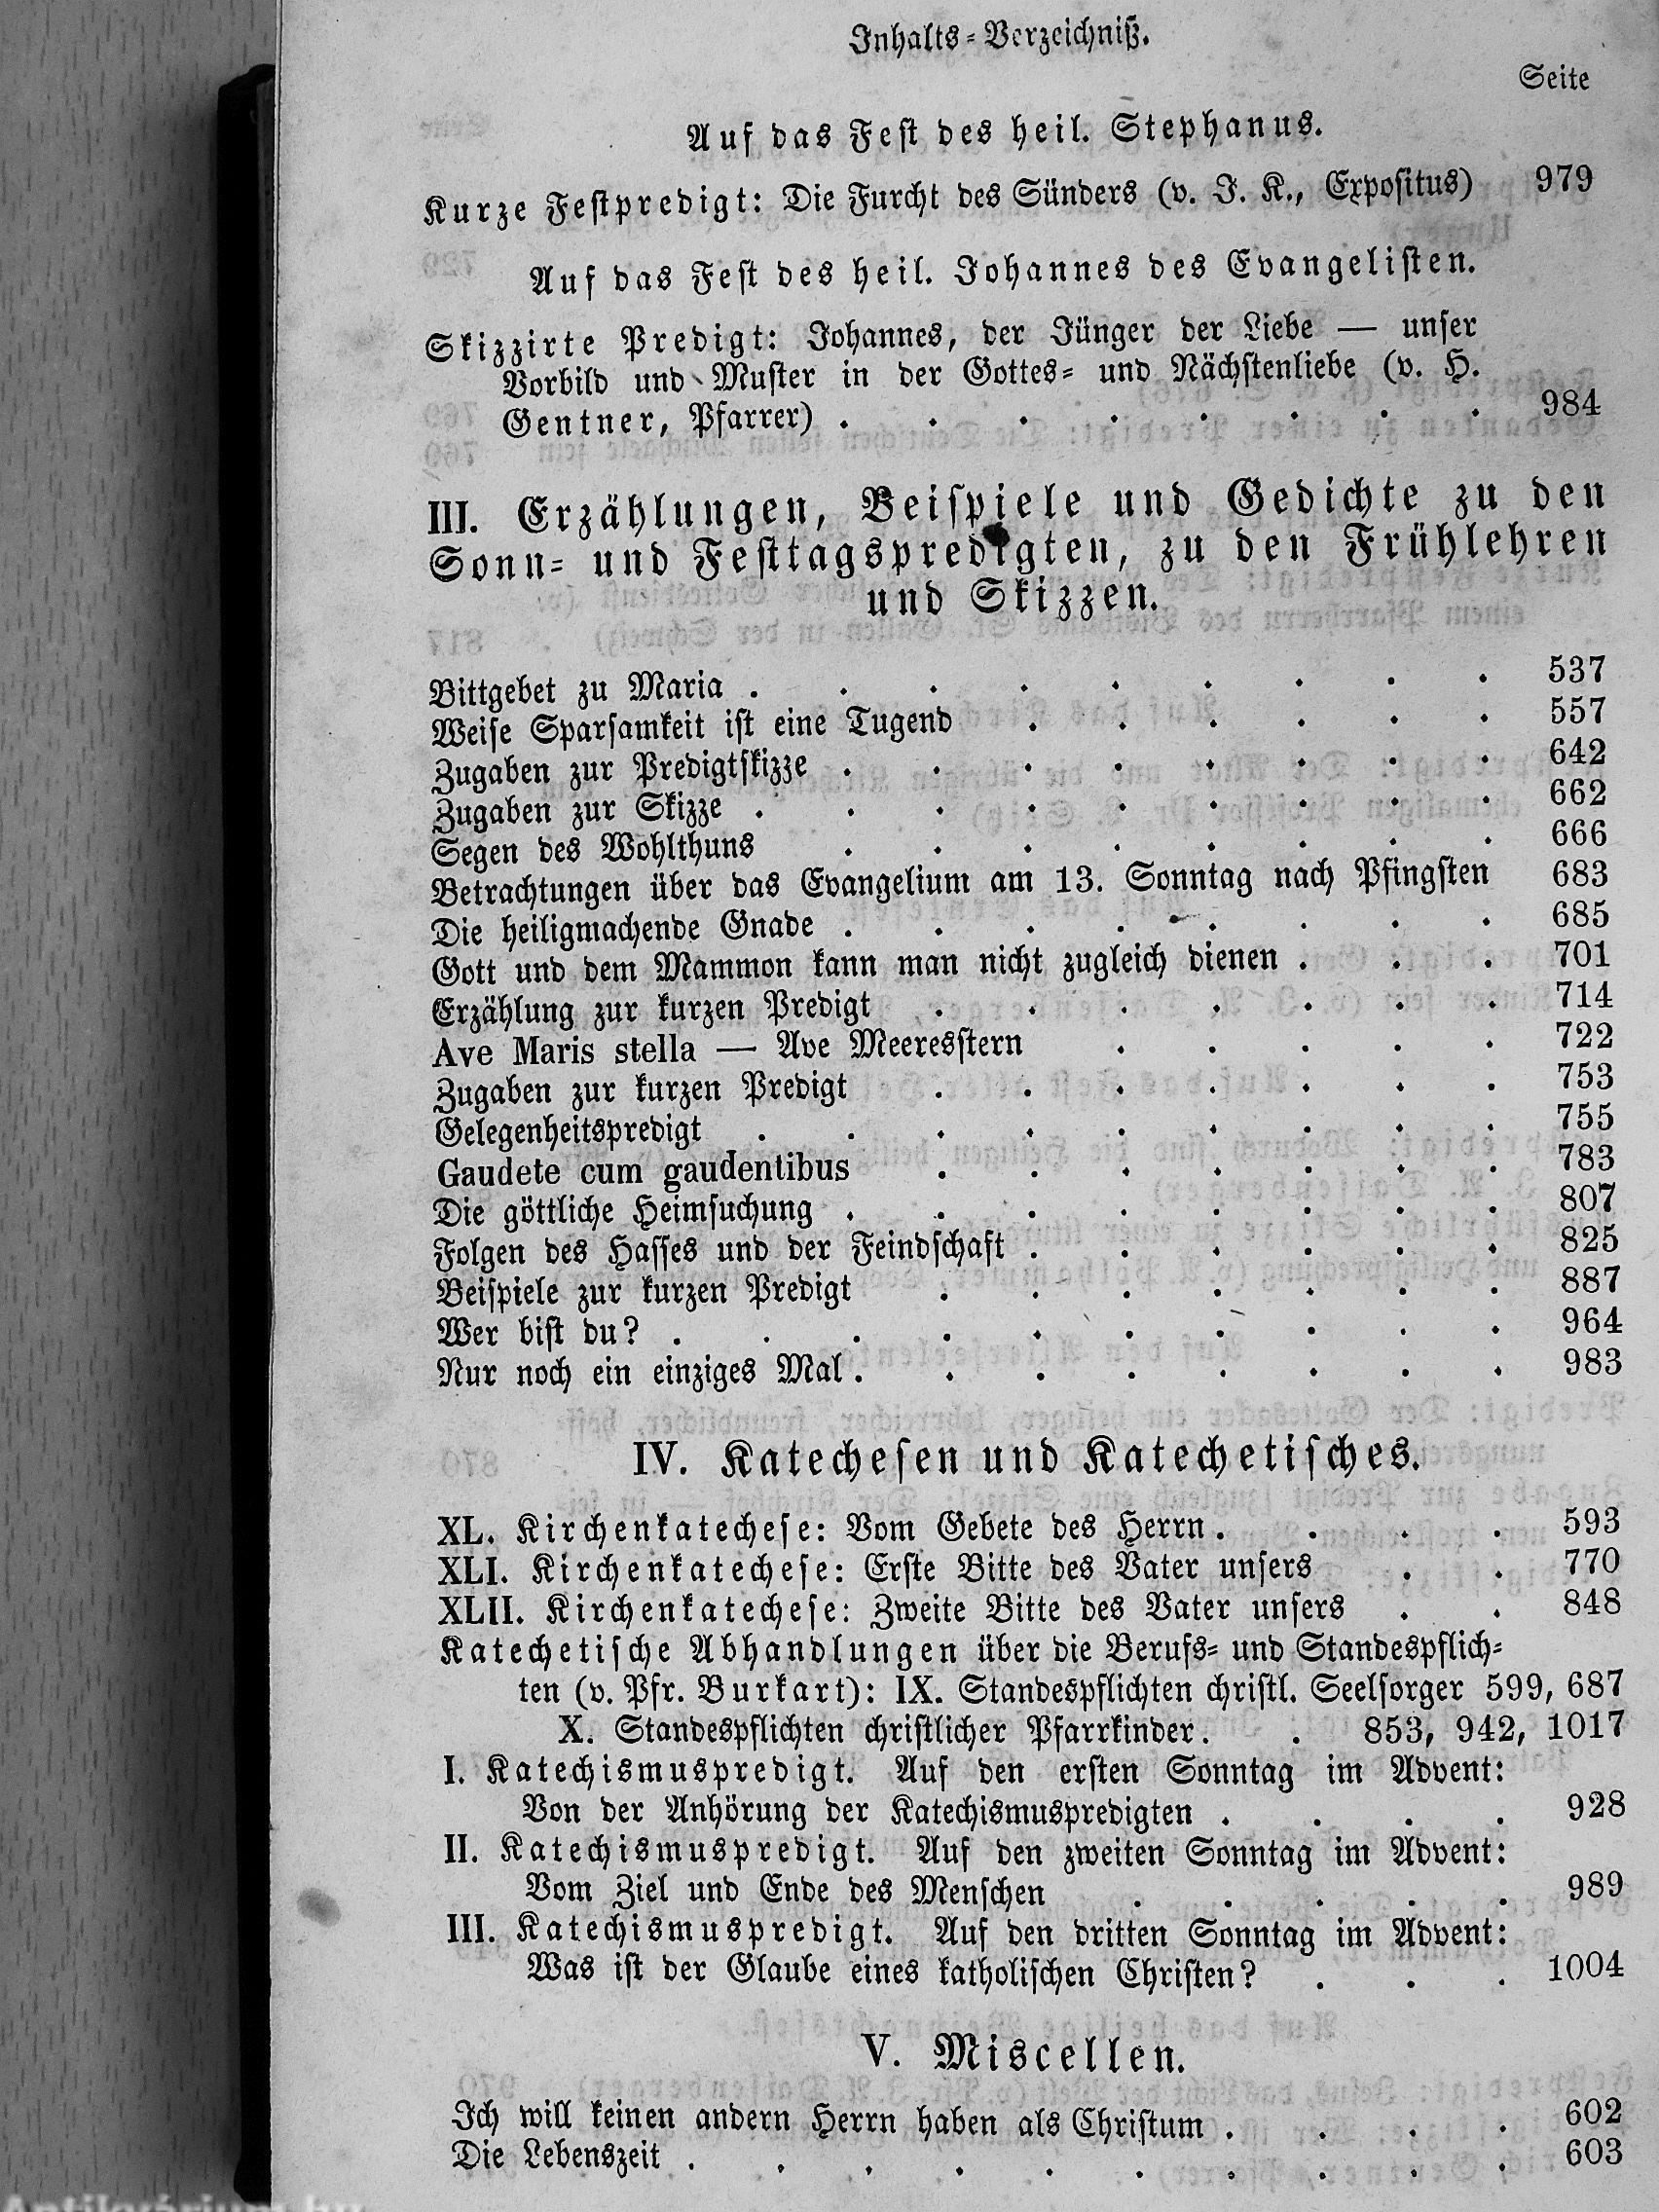 Inhalts-Verzeichniß.
Seite
Auf das Fest des heil. Stephanus.
Kurze Festpredigt: Die Furcht des Sünders (v. J. K., Expositus) 979
Auf das Fest des heil. Johannes des Evangelisten.
Skizzirte Predigt: Johannes, der Jünger der Liebe — unser
Vorbild und Muster in der Gottes- und Nächstenliebe (v. H.
Gentner, Pfarrer) . . . . . . . . 984
III. Erzählungen, Beispiele und Gedichte zu den
Sonn- und Festtagspredigten, zu den Frühlehren
und Skizzen.
Bittgebet zu Maria . . . . . . . . . 537
Weise Sparsamkeit ist eine Tugend . . . . . . 557
Zugaben zur Predigtskizze . . . . . . . . 642
Zugaben zur Skizze . . . . . . . . . 662
Segen des Wohlthuns . . . . . . . . 666
Betrachtungen über das Evangelium am 13. Sonntag nach Pfingsten 683
Die heiligmachende Gnade . . . . . . . . 685
Gott und dem Mammon kann man nicht zugleich dienen . . . 701
Erzählung zur kurzen Predigt . . . . . . . 714
Ave Maris stella — Ave Meeresstern . . . . . 722
Zugaben zur kurzen Predigt . . . . . . . 753
Gelegenheitspredigt . . . . . . . . . 755
Gaudete cum gaudentibus . . . . . . . 783
Die göttliche Heimsuchung . . . . . . . . 807
Folgen des Hasses und der Feindschaft . . . . . . 825
Beispiele zur kurzen Predigt . . . . . . . 887
Wer bist du? . . . . . . . . . . 964
Nur noch ein einziges Mal . . . . . . . . 983
IV. Katechesen und Katechetisches.
XL. Kirchenkatechese: Vom Gebete des Herrn . . . . 593
XLI. Kirchenkatechese: Erste Bitte des Vater unsers . . 770
XLII. Kirchenkatechese: Zweite Bitte des Vater unsers . . 848
Katechetische Abhandlungen über die Berufs- und Standespflich-
ten (v. Pfr. Burkart): IX. Standespflichten christl. Seelsorger 599, 687
X. Standespflichten christlicher Pfarrkinder. . 853, 942, 1017
I. Katechismuspredigt. Auf den ersten Sonntag im Advent:
Von der Anhörung der Katechismuspredigten . . . . 928
II. Katechismuspredigt. Auf den zweiten Sonntag im Advent:
Vom Ziel und Ende des Menschen . . . . . 989
III. Katechismuspredigt. Auf den dritten Sonntag im Advent:
Was ist der Glaube eines katholischen Christen? . . . 1004
V. Miscellen.
Ich will keinen andern Herrn haben als Christum . . . . 602
Die Lebenszeit . . . . . . . . . . 603